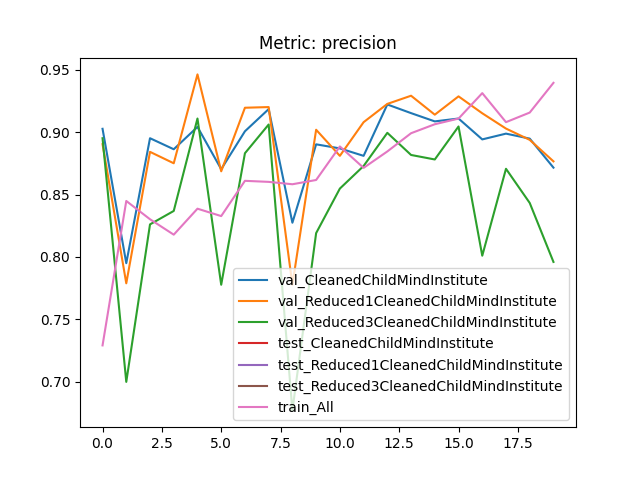 Metric: precision
0.95
0.90
0.85
0.80
0.75
0.70
val_CleanedChildMindInstitute
val_Reduced1CleanedChildMindInstitute
val_Reduced3CleanedChildMindInstitute
test_CleanedChildMindInstitute
test_Reduced1CleanedChildMindInstitute
test_Reduced3CleanedChildMindInstitute
train_All
0.0 2.5 5.0 7.5 10.0 12.5 15.0 17.5